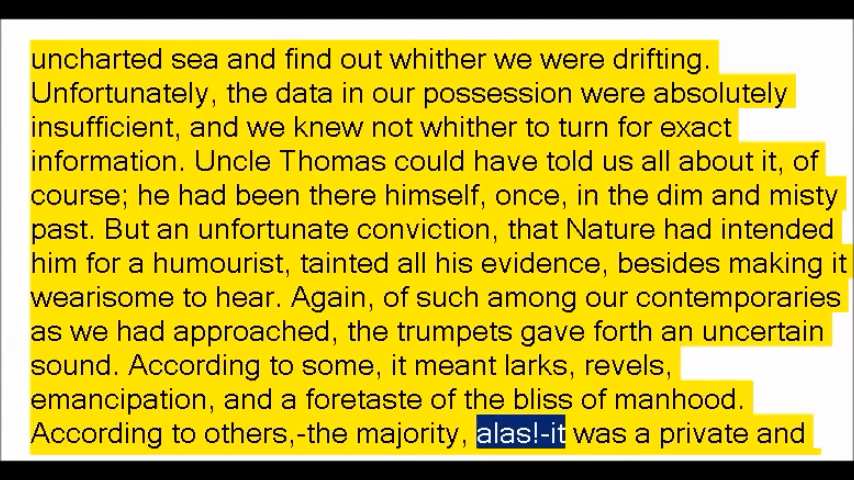 uncharted sea and find out whither we were drifting.
Unfortunately, the data in our possession were absolutely
insufficient, and we knew not whither to turn for exact
information. Uncle Thomas could have told us all about it, of
course; he had been there himself, once, in the dim and misty
past. But an unfortunate conviction, that Nature had intended
him for a humourist, tainted all his evidence, besides making it
wearisome to hear. Again, of such among our contemporaries
as we had approached, the trumpets gave forth an uncertain
sound. According to some, it meant larks, revels,
emancipation, and a foretaste of the bliss of manhood.
According to others,-the majority, alas!-it was a private and